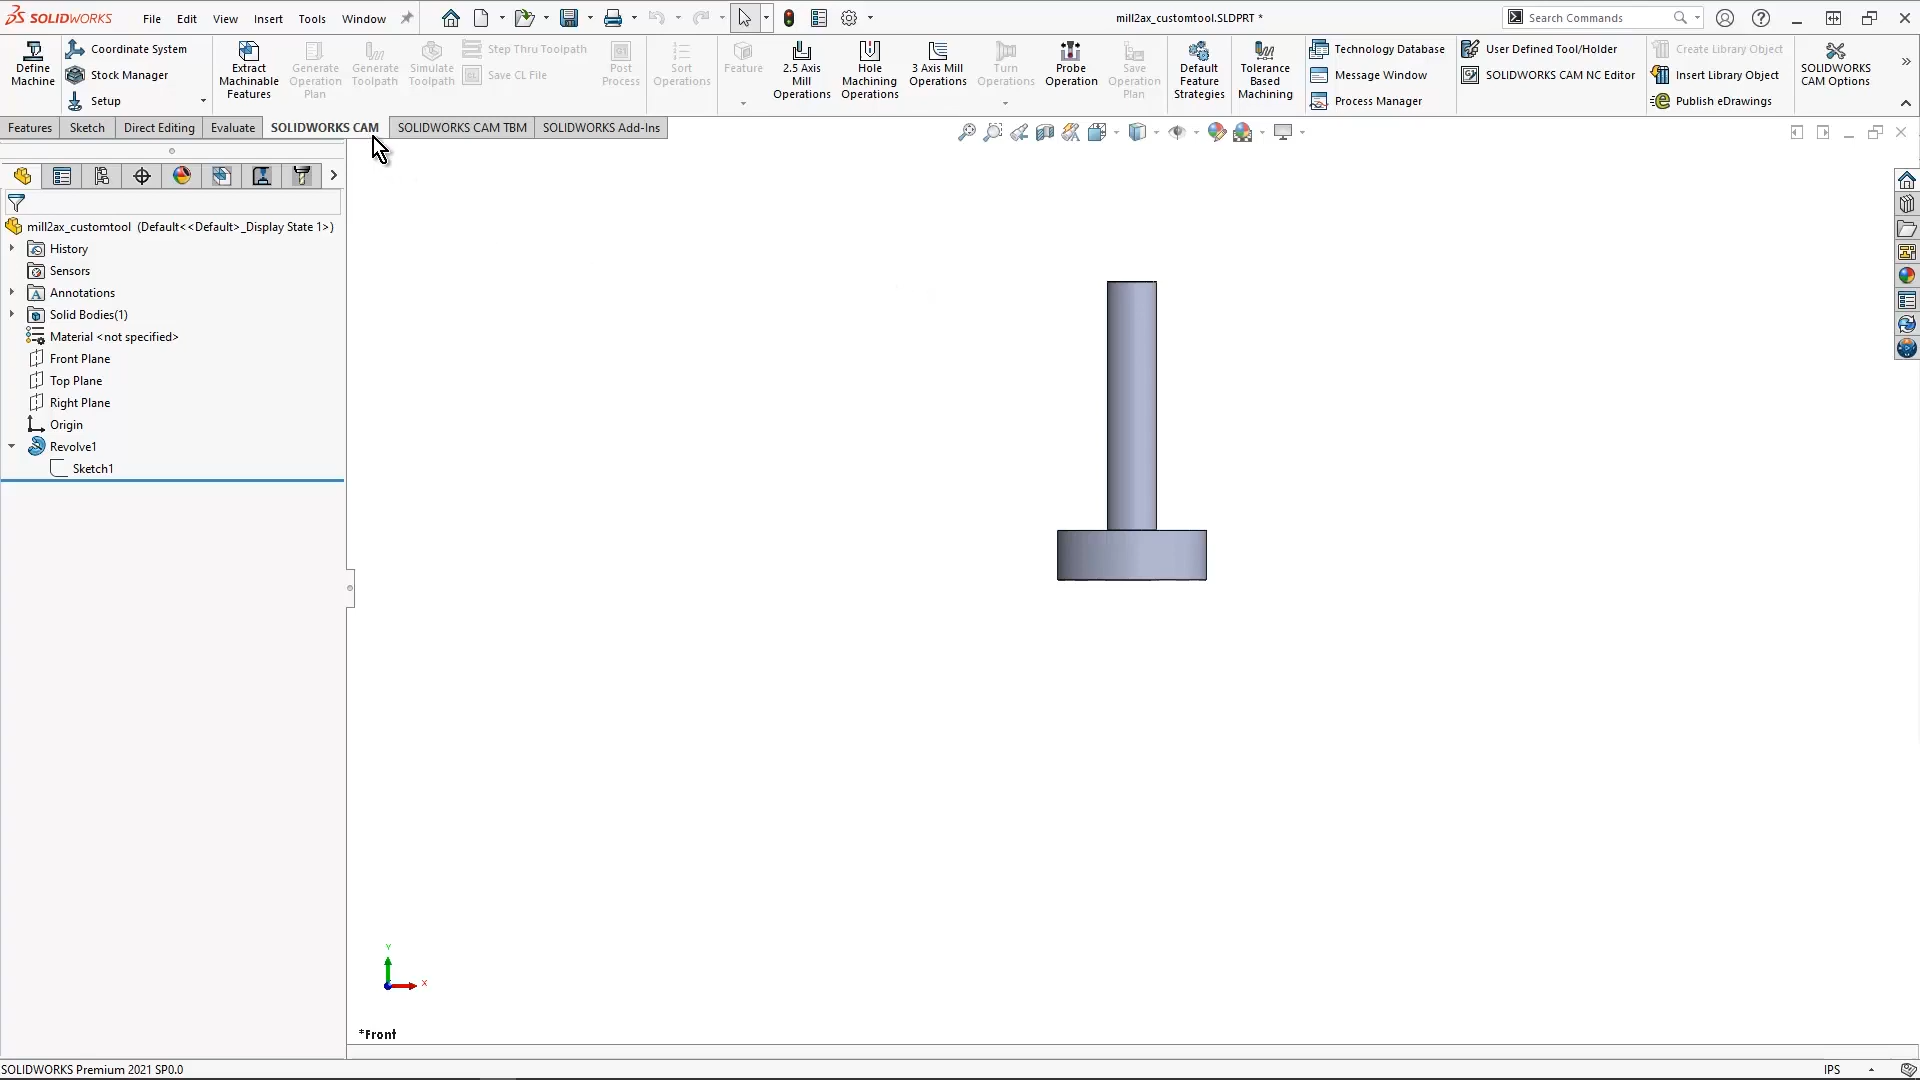 SOLIDWORKS File Edit View Insert Tools Window mill2ax_customtool.SLDPRT * Search Commands
Define Machine
Coordinate System
Stock Manager
Setup
Extract Machinable Features
Generate Operation Plan
Generate Toolpath
Simulate Toolpath
Step Thru Toolpath
Save CL File
Post Process
Sort Operations
Feature
2.5 Axis Mill Operations
Hole Machining Operations
3 Axis Mill Operations
Turn Operations
Probe Operation
Save Operation Plan
Default Feature Strategies
Tolerance Based Machining
Technology Database
Message Window
Process Manager
User Defined Tool/Holder
SOLIDWORKS CAM NC Editor
Create Library Object
Insert Library Object
Publish eDrawings
SOLIDWORKS CAM Options
Features Sketch Direct Editing Evaluate SOLIDWORKS CAM SOLIDWORKS CAM TBM SOLIDWORKS Add-Ins
mill2ax_customtool (Default<<Default>_Display State 1>)
History
Sensors
Annotations
Solid Bodies(1)
Material <not specified>
Front Plane
Top Plane
Right Plane
Origin
Revolve1
Sketch1
Y
X
*Front
SOLIDWORKS Premium 2021 SP0.0 IPS